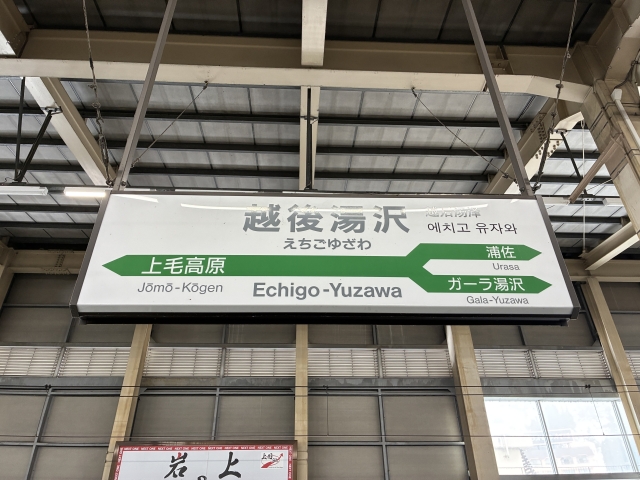 越後湯沢
えちごゆざわ
에치고 유자와
上毛高原
Jōmō-Kōgen
Echigo-Yuzawa
浦佐
Urasa
ガーラ湯沢
Gala-Yuzawa
岩 上